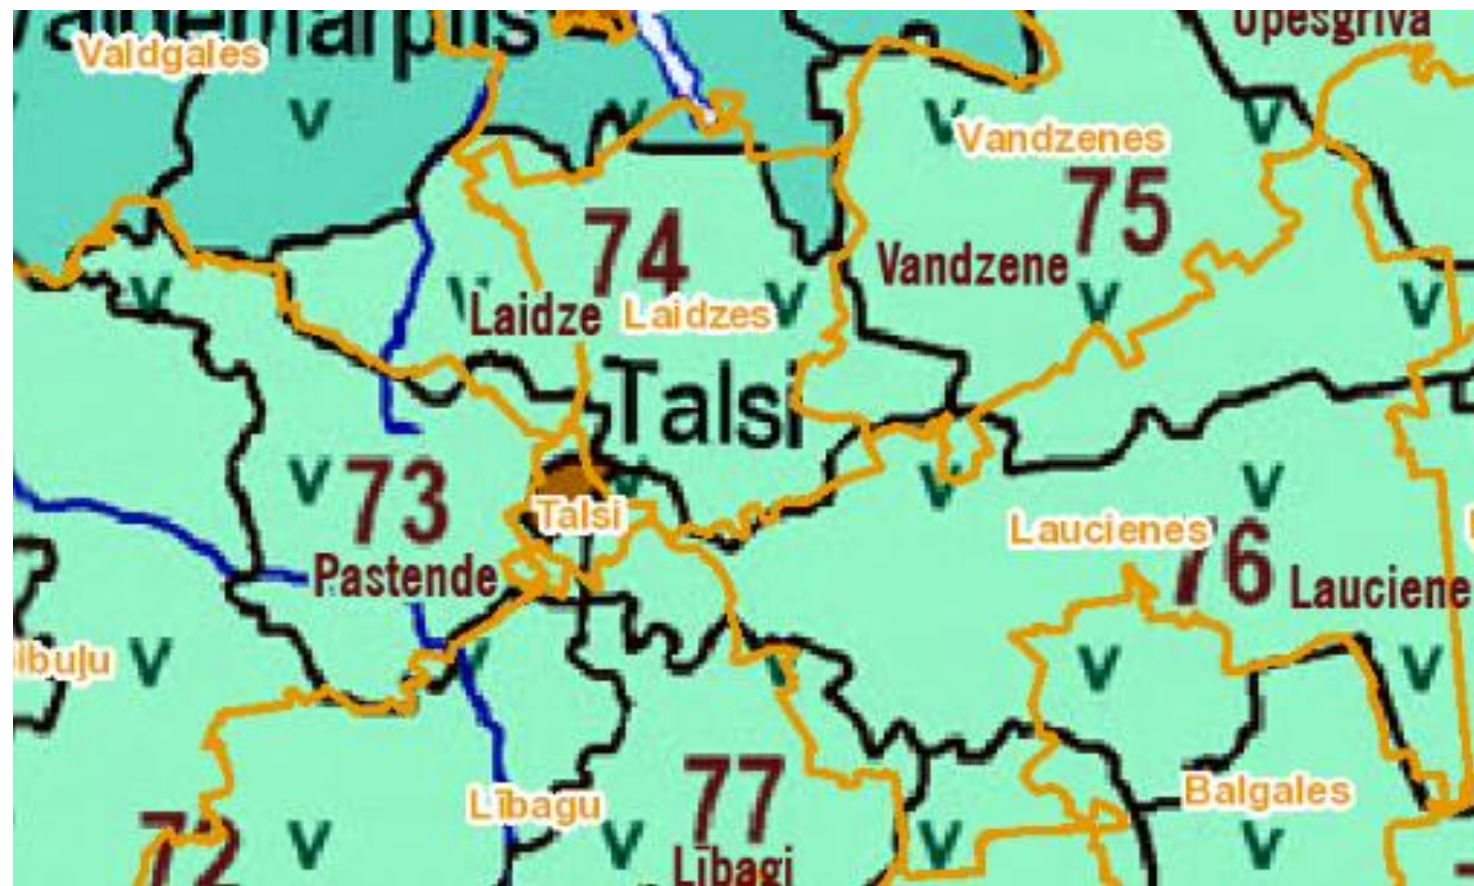 Upesgrīva
Valdgales
V
V
V
V
Vandzenes
75
74
Vandzene
V
V
Laidze
Laidzes
V
V
V
Talsi
V
73
V
V
V
Talsi
Laucienes
76
Pastende
Lauciene
V
V
V
V
V
77
Balgales
Lībagu
72
V
V
V
V
Lībagi